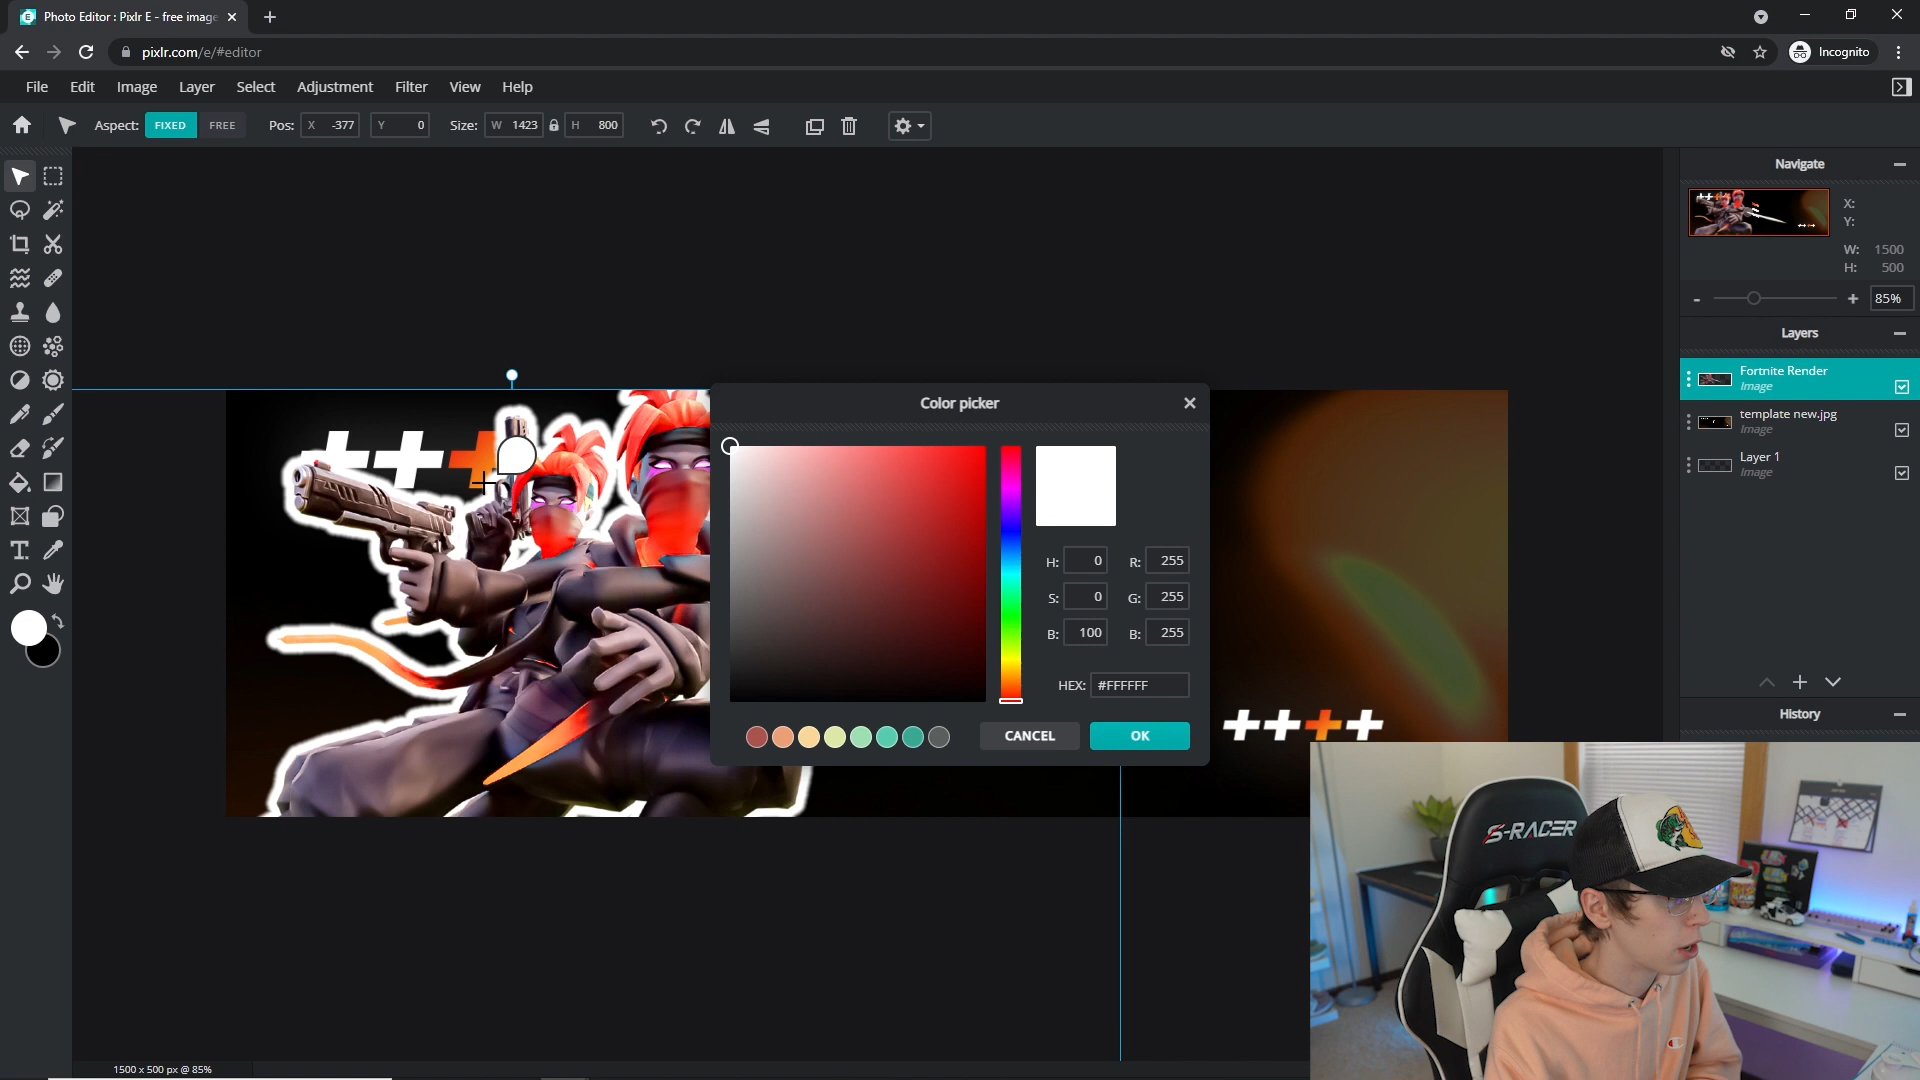 Photo Editor : Pixlr E - free image
pixlr.com/e/#editor
Incognito
File Edit Image Layer Select Adjustment Filter View Help
Aspect: FIXED FREE Pos: X -377 Y 0 Size: W 1423 H 800
Navigate
X:
Y:
W: 1500
H: 500
- + 85%
Layers
Fortnite Render
Image
template new.jpg
Image
Layer 1
Image
History
Color picker
H: 0 R: 255
S: 0 G: 255
B: 100 B: 255
HEX: #FFFFFF
CANCEL OK
S-RACER
1500 x 500 px @ 85%